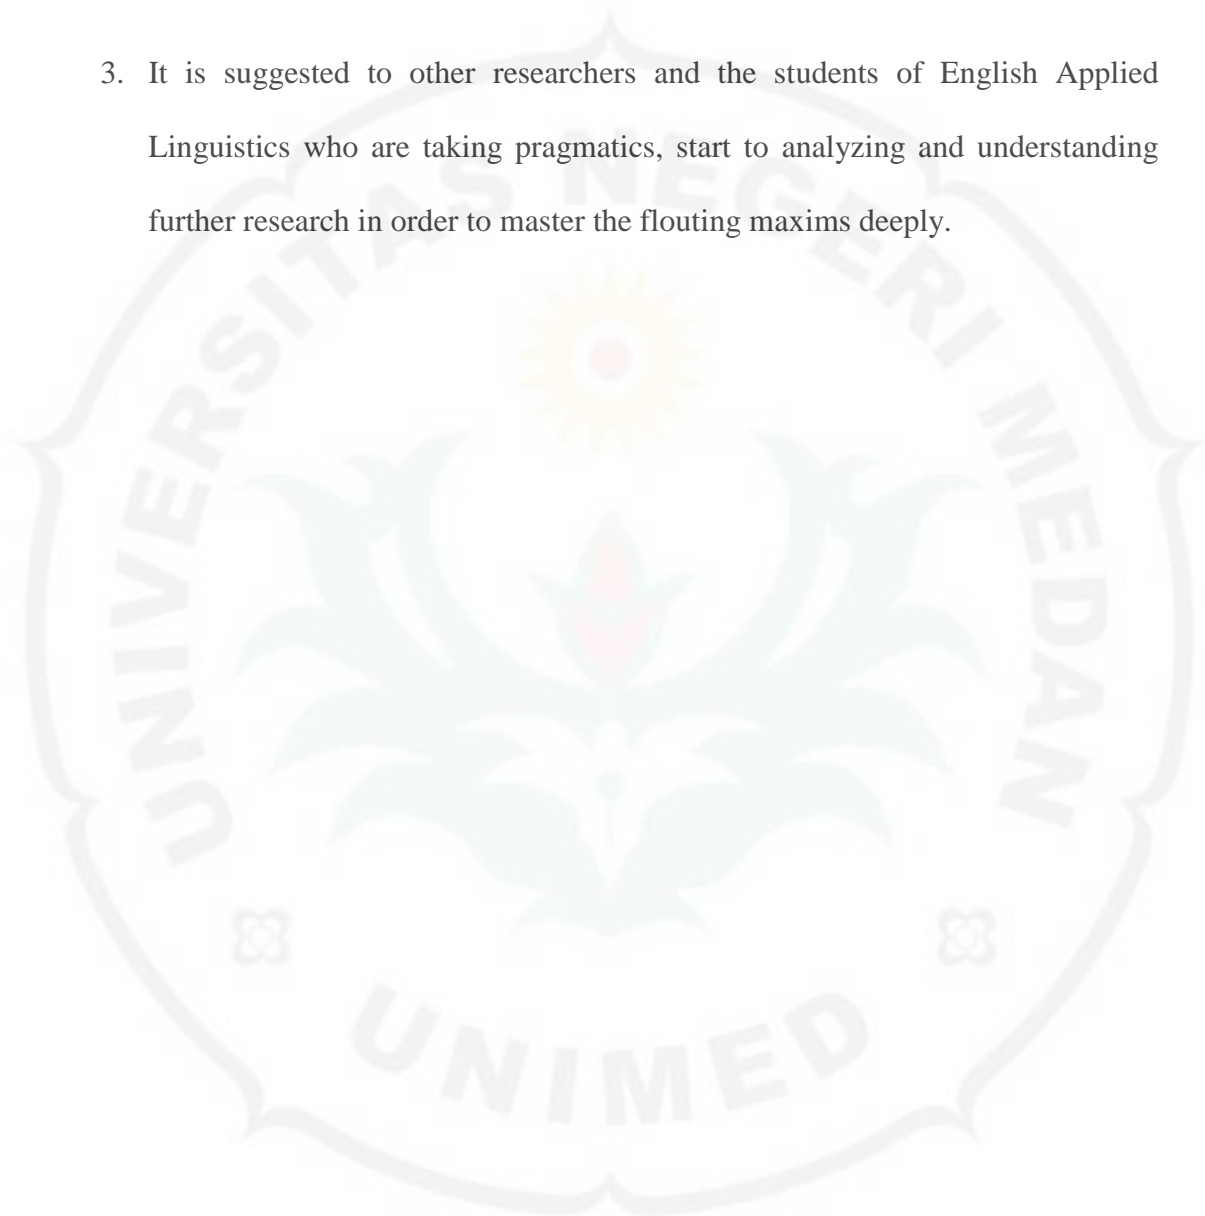 3. It is suggested to other researchers and the students of English Applied
Linguistics who are taking pragmatics, start to analyzing and understanding
further research in order to master the flouting maxims deeply.
UNIVERSITAS NEGERI MEDAN
UNIMED